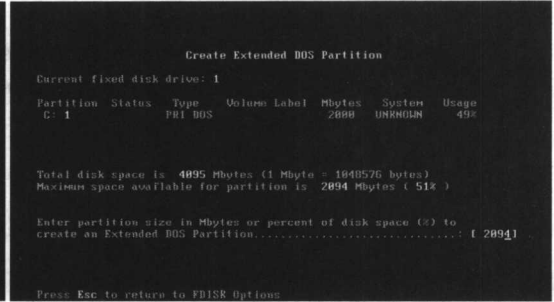 Create Extended DOS Partition
Current fixed disk drive: 1
Partition Status Type Volume Label Mbytes System Usage
C: 1 PRI DOS 2000 UNKNOWN 49%
Total disk space is 4095 Mbytes (1 Mbyte = 1048576 bytes)
Maximum space available for partition is 2094 Mbytes ( 51% )
Enter partition size in Mbytes or percent of disk space (%) to
create an Extended DOS Partition..............................: [ 2094]
Press Esc to return to FDISK Options